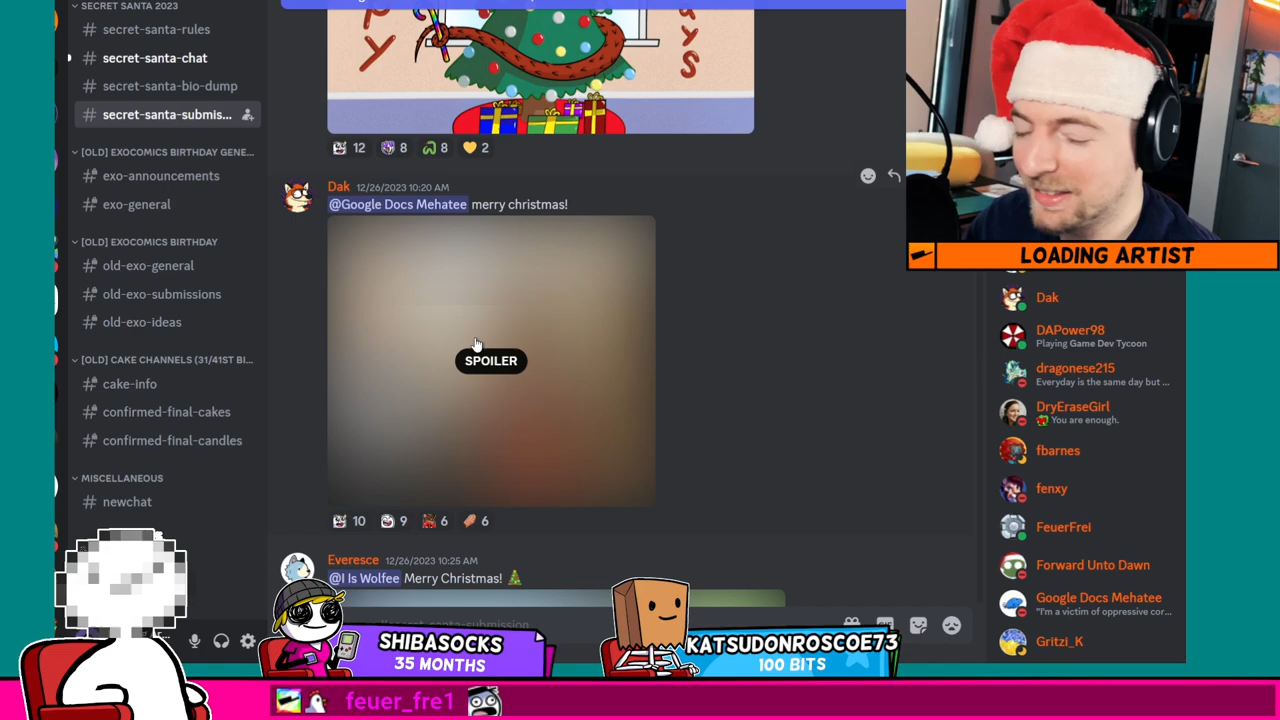 SECRET SANTA 2023
secret-santa-rules
secret-santa-chat
secret-santa-bio-dump
secret-santa-submis...
[OLD] EXOCOMICS BIRTHDAY GENE...
exo-announcements
exo-general
[OLD] EXOCOMICS BIRTHDAY
old-exo-general
old-exo-submissions
old-exo-ideas
[OLD] CAKE CHANNELS (31/41ST BI...
cake-info
confirmed-final-cakes
confirmed-final-candles
MISCELLANEOUS
newchat
12 8 8 2
Dak 12/26/2023 10:20 AM
@Google Docs Mehatee merry christmas!
SPOILER
10 9 6 6
Everesce 12/26/2023 10:25 AM
@I Is Wolfee Merry Christmas!
LOADING ARTIST
Dak
DAPower98
Playing Game Dev Tycoon
dragonese215
Everyday is the same day but ...
DryEraseGirl
You are enough.
fbarnes
fenxy
FeuerFrei
Forward Unto Dawn
Google Docs Mehatee
"I'm a victim of oppressive cor...
Gritzi_K
SHIBASOCKS
35 MONTHS
KATSUDONROSCOE73
100 BITS
feuer_fre1